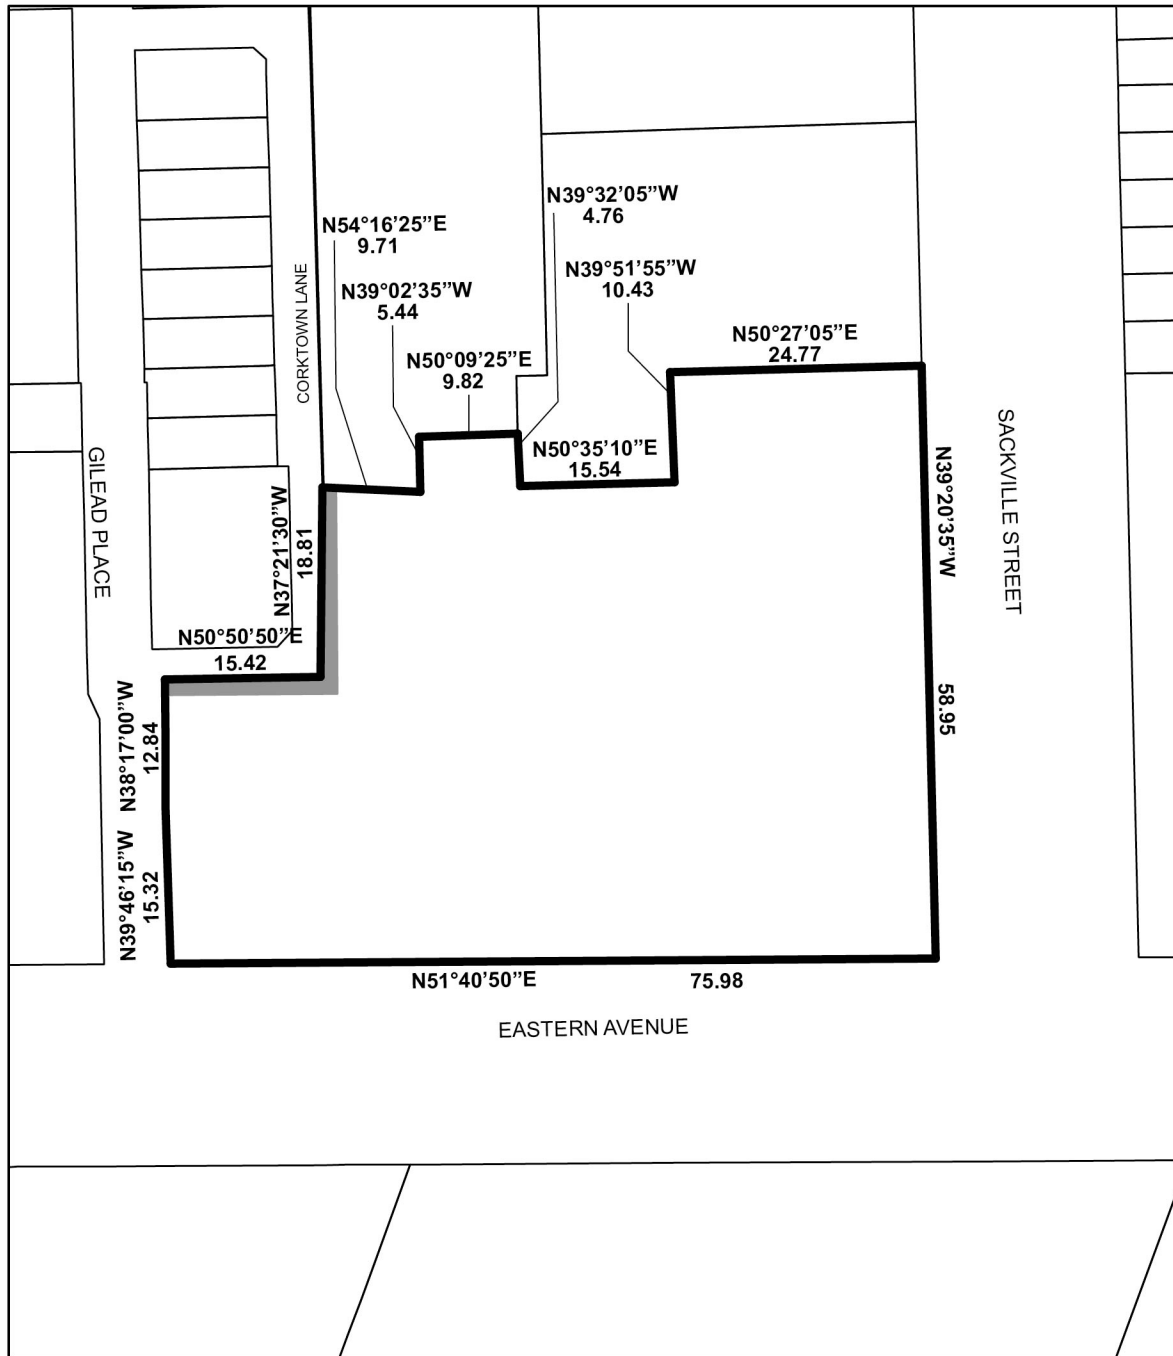 N39°32’05”W
4.76
N54°16’25”E
9.71
N39°51’55”W
10.43
N39°02’35”W
5.44
CORKTOWN LANE
N50°27’05”E
24.77
N50°09’25”E
9.82
N50°35’10”E
15.54
SACKVILLE STREET
GILEAD PLACE
N39°20’35”W
58.95
N37°21’30”W
18.81
N50°50’50”E
15.42
N38°17’00”W
12.84
N39°46’15”W
15.32
N51°40’50”E
75.98
EASTERN AVENUE